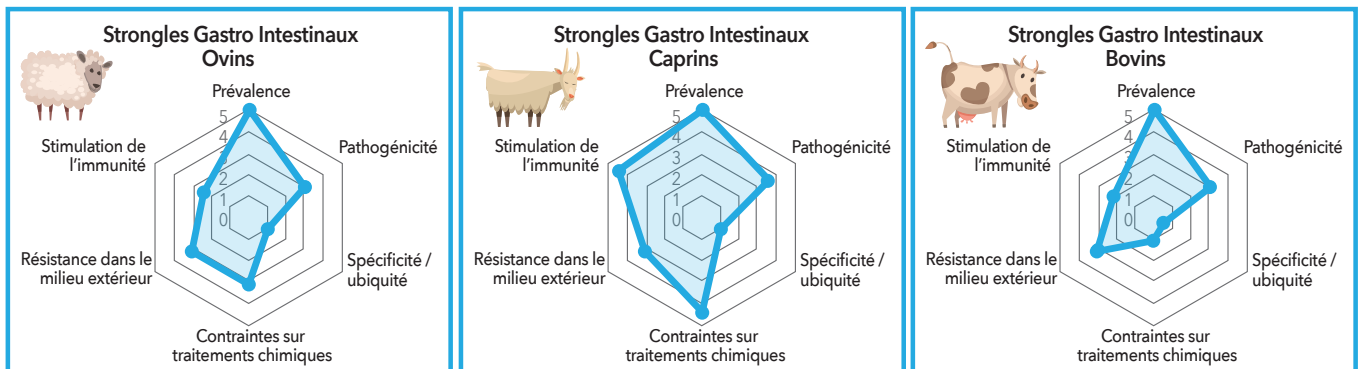 Strongles Gastro Intestinaux
Ovins
Prévalence
5
4
3
2
1
0
Stimulation de
l'immunité
Pathogénicité
Résistance dans le
milieu extérieur
Spécificité /
ubiquité
Contraintes sur
traitements chimiques
Strongles Gastro Intestinaux
Caprins
Prévalence
5
4
3
2
1
0
Stimulation de
l'immunité
Pathogénicité
Résistance dans le
milieu extérieur
Spécificité /
ubiquité
Contraintes sur
traitements chimiques
Strongles Gastro Intestinaux
Bovins
Prévalence
5
4
3
2
1
0
Stimulation de
l'immunité
Pathogénicité
Résistance dans le
milieu extérieur
Spécificité /
ubiquité
Contraintes sur
traitements chimiques